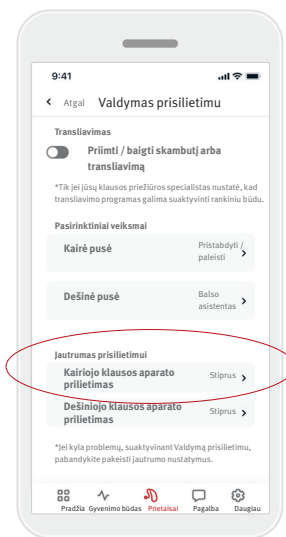 9:41
Atgal Valdymas prisilietimu
Transliavimas
Priimti / baigti skambutį arba
transliavimą
*Tik jei jūsų klausos priežiūros specialistas nustatė, kad
transliavimo programas galima suaktyvinti rankiniu būdu.
Pasirinktiniai veiksmai
Kairė pusė
Pristabdyti /
paleisti
Dešinė pusė
Balso
asistentas
Jautrumas prisilietimui
Kairiojo klausos aparato
prilietimas
Stiprus
Dešiniojo klausos aparato
prilietimas
Stiprus
*Jei kyla problemų, suaktyvinant Valdymą prisilietimu,
pabandykite pakeisti jautrumo nustatymus.
Pradžia Gyvenimo būdas Prietaisai Pagalba Daugiau